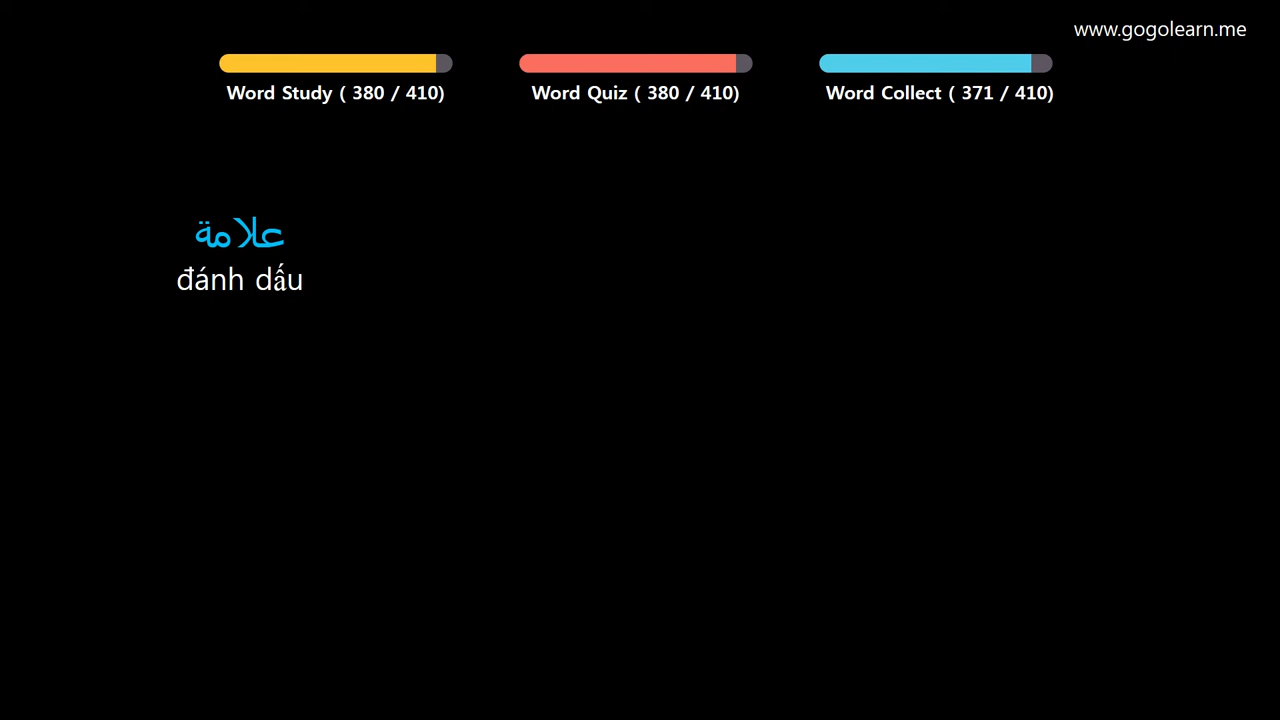 www.gogolearn.me
Word Study ( 380 / 410)
Word Quiz ( 380 / 410)
Word Collect ( 371 / 410)
علامة
đánh dấu